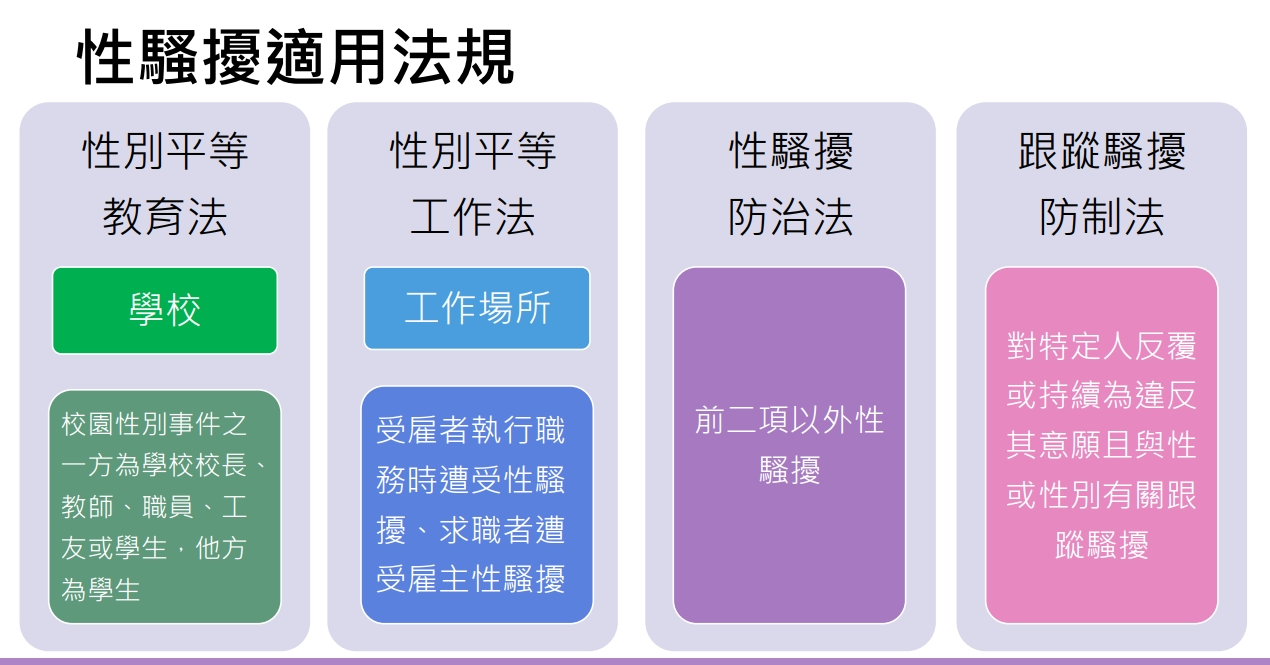 性騷擾適用法規
性別平等
教育法
學校
校園性別事件之
一方為學校校長、
教師、職員、工
友或學生，他方
為學生
性別平等
工作法
工作場所
受雇者執行職
務時遭受性騷
擾、求職者遭
受雇主性騷擾
性騷擾
防治法
前二項以外性
騷擾
跟蹤騷擾
防制法
對特定人反覆
或持續為違反
其意願且與性
或性別有關跟
蹤騷擾